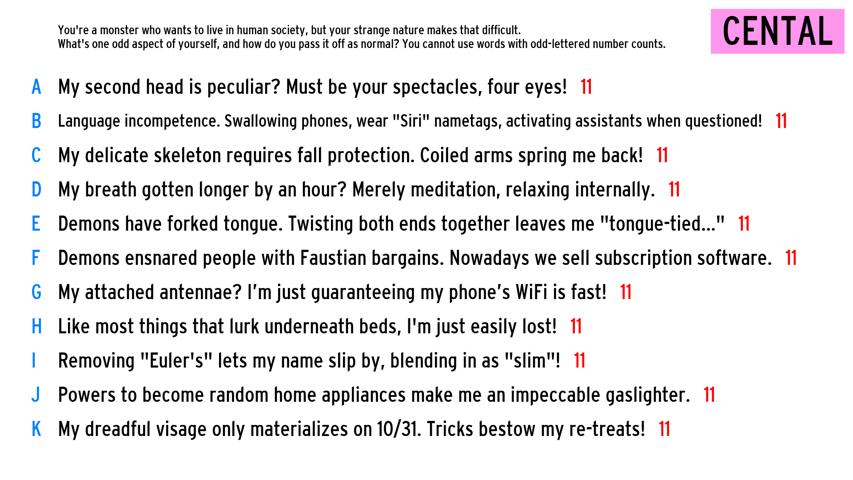 You're a monster who wants to live in human society, but your strange nature makes that difficult.
What's one odd aspect of yourself, and how do you pass it off as normal? You cannot use words with odd-lettered number counts.
CENTAL
A My second head is peculiar? Must be your spectacles, four eyes! 11
B Language incompetence. Swallowing phones, wear "Siri" nametags, activating assistants when questioned! 11
C My delicate skeleton requires fall protection. Coiled arms spring me back! 11
D My breath gotten longer by an hour? Merely meditation, relaxing internally. 11
E Demons have forked tongue. Twisting both ends together leaves me "tongue-tied..." 11
F Demons ensnared people with Faustian bargains. Nowadays we sell subscription software. 11
G My attached antennae? I'm just guaranteeing my phone's WiFi is fast! 11
H Like most things that lurk underneath beds, I'm just easily lost! 11
I Removing "Euler's" lets my name slip by, blending in as "slim"! 11
J Powers to become random home appliances make me an impeccable gaslighter. 11
K My dreadful visage only materializes on 10/31. Tricks bestow my re-treats! 11